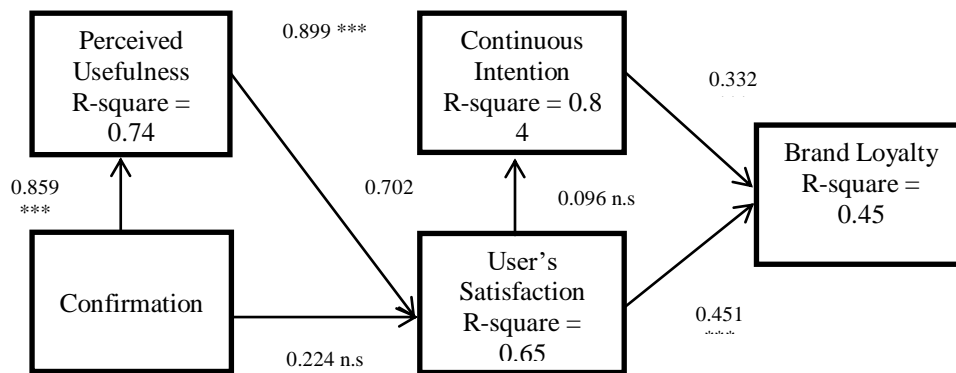 Perceived
Usefulness
R-square =
0.74
0.899 ***
Continuous
Intention
R-square = 0.8
4
0.332
Brand Loyalty
R-square =
0.45
0.859
***
0.702
0.096 n.s
Confirmation
User's
Satisfaction
R-square =
0.65
0.451
***
0.224 n.s